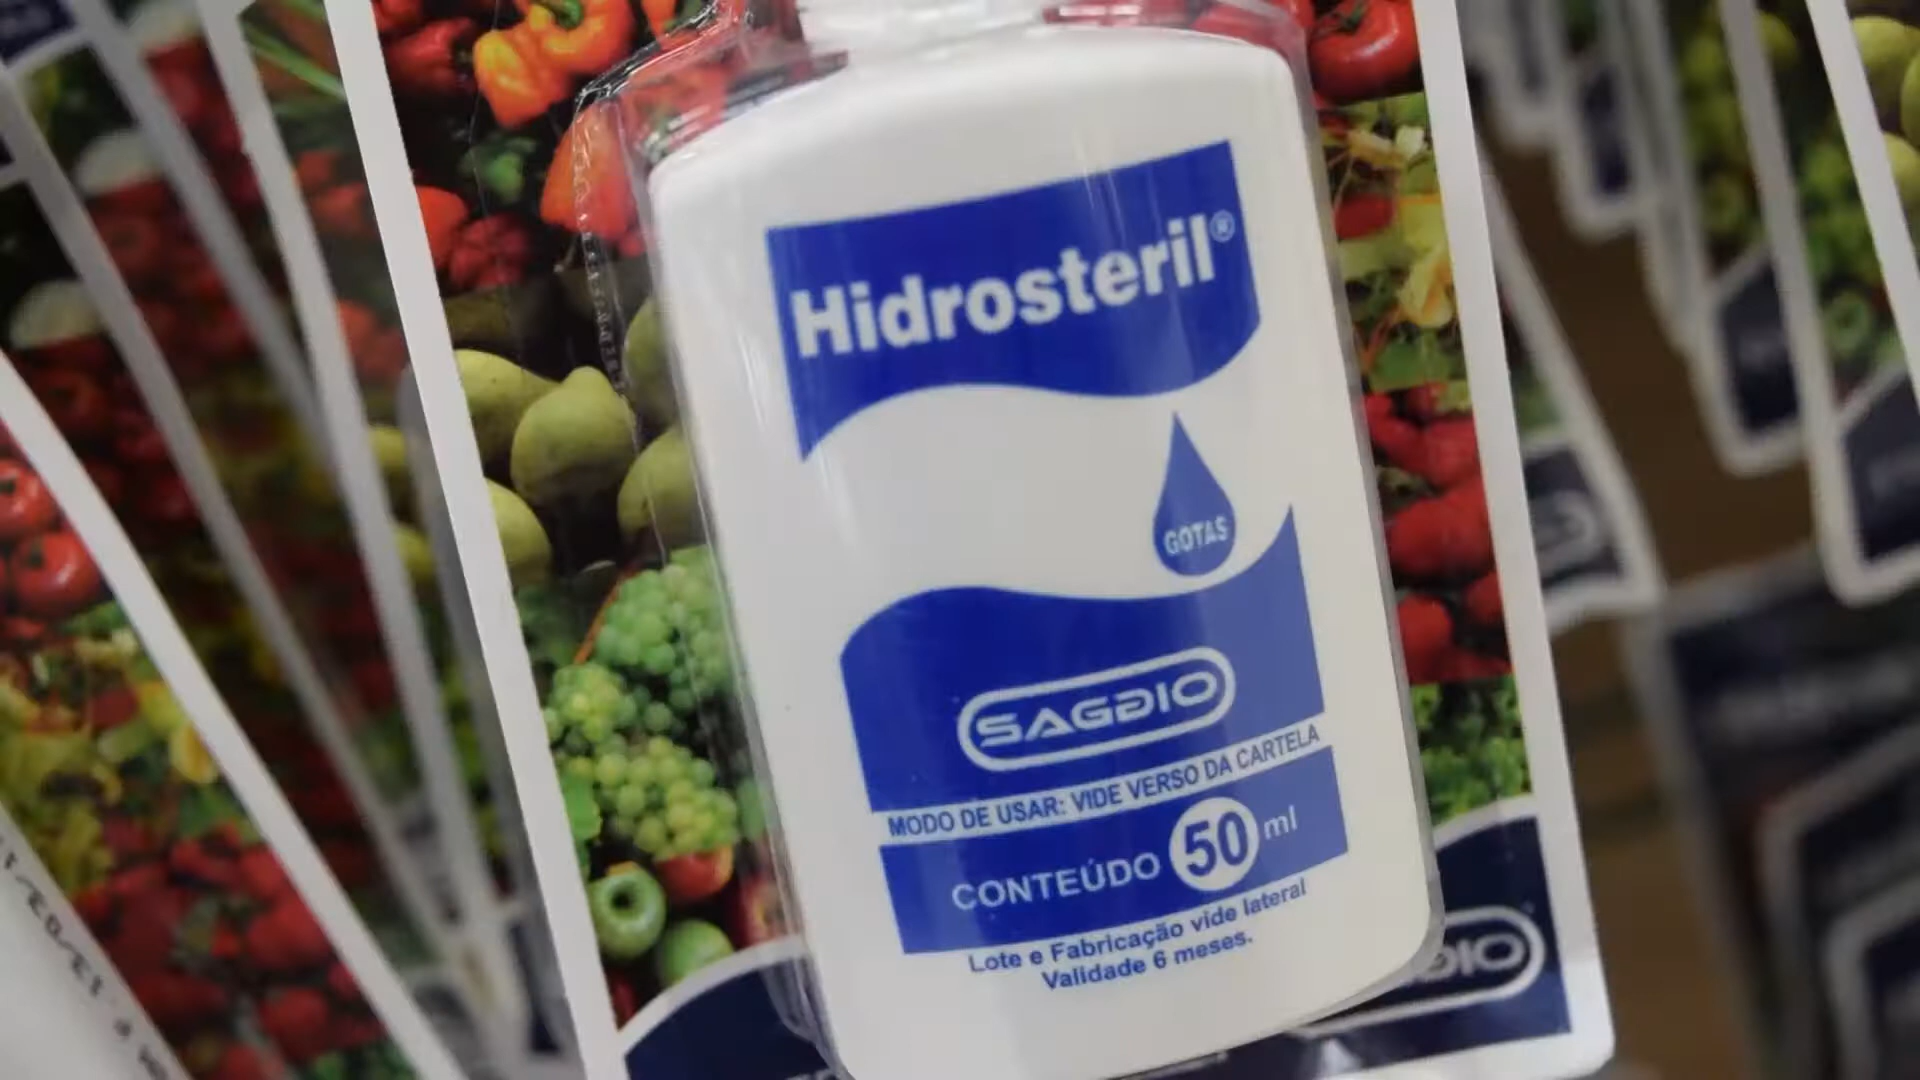 Hidrosteril®
GOTAS
SAGGIO
MODO DE USAR: VIDE VERSO DA CARTELA
CONTEÚDO 50 ml
Lote e Fabricação vide lateral
Validade 6 meses.